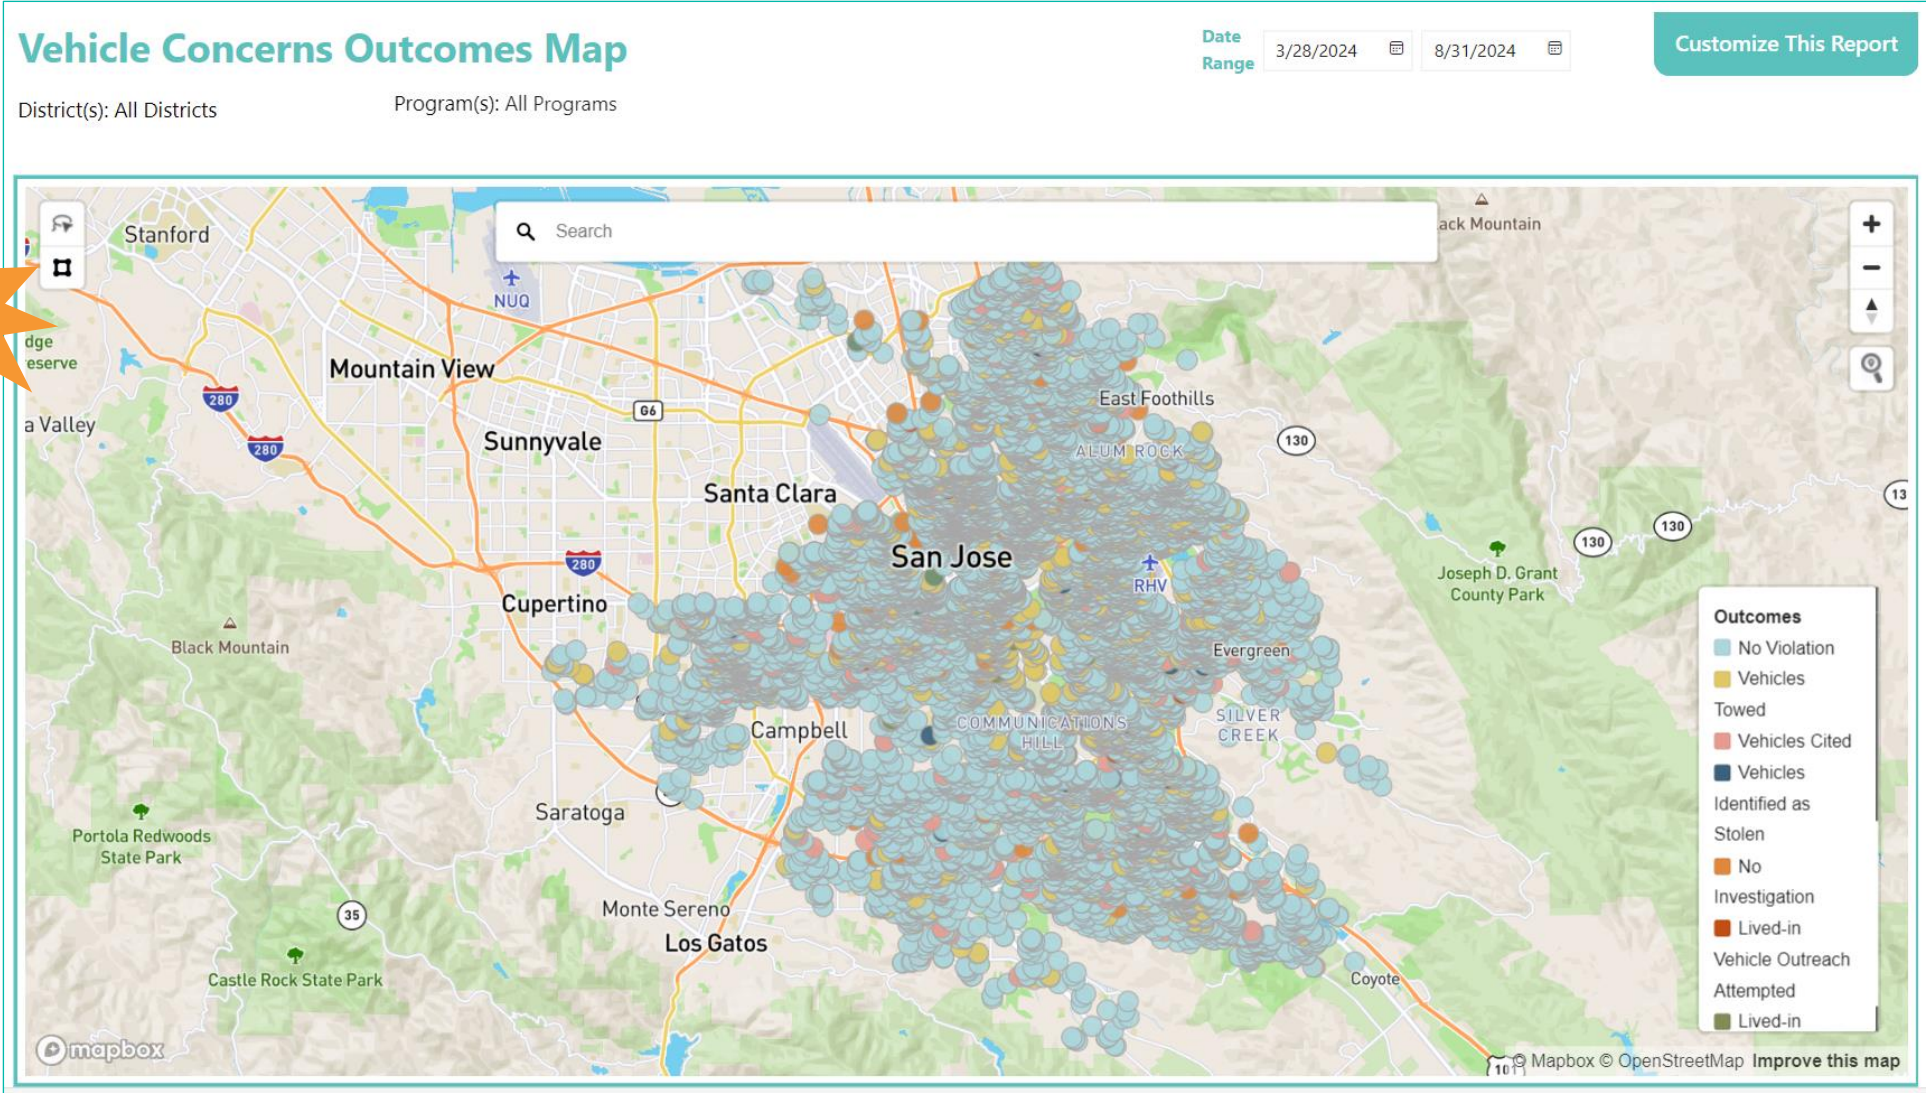 Vehicle Concerns Outcomes Map
Date
Range
3/28/2024
8/31/2024
Customize This Report
District(s): All Districts
Program(s): All Programs
Search
ack Mountain
Stanford
NUQ
dge
eserve
Mountain View
280
East Foothills
a Valley
G6
Sunnyvale
280
130
ALUM ROCK
Santa Clara
13
130
130
San Jose
280
RHV
Joseph D. Grant
County Park
Cupertino
Black Mountain
Evergreen
Campbell
COMMUNICATIONS
HILL
SILVER
CREEK
Saratoga
Portola Redwoods
State Park
35
Monte Sereno
Los Gatos
Castle Rock State Park
Coyote
Outcomes
No Violation
Vehicles
Towed
Vehicles Cited
Vehicles
Identified as
Stolen
No
Investigation
Lived-in
Vehicle Outreach
Attempted
Lived-in
mapbox
101
© Mapbox © OpenStreetMap Improve this map